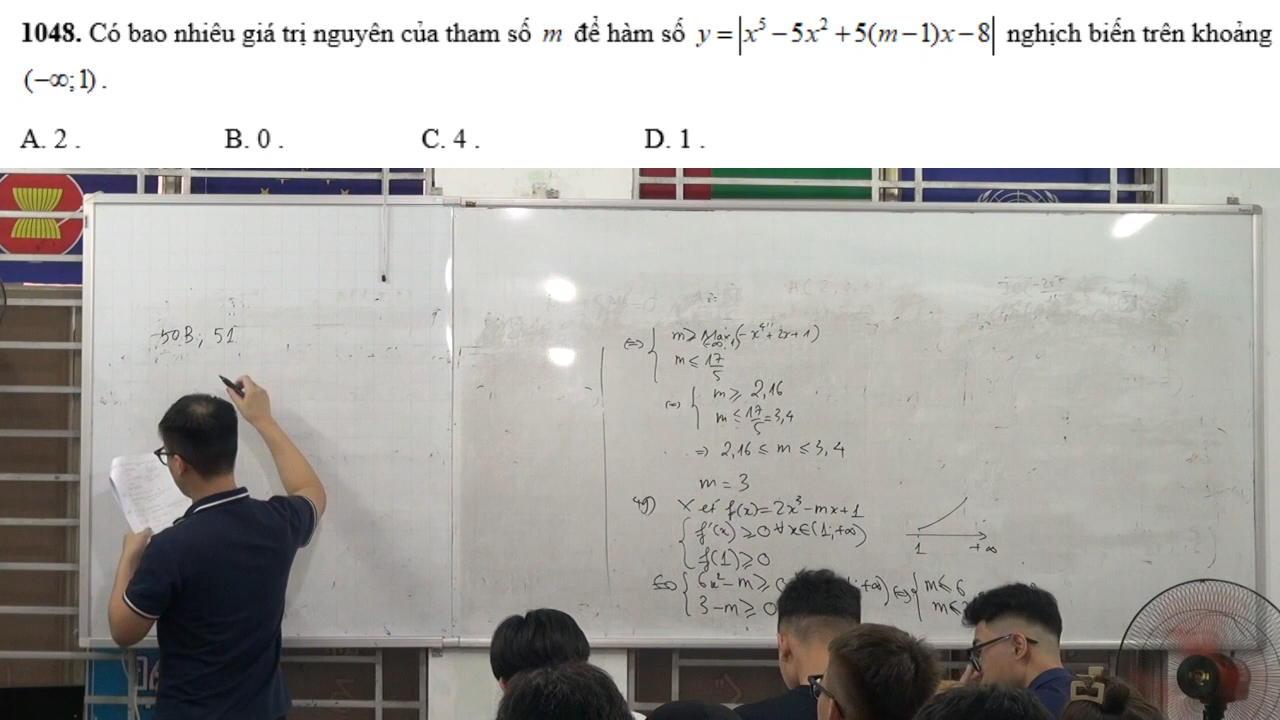 1048. Có bao nhiêu giá trị nguyên của tham số m để hàm số y = |x⁵ − 5x² + 5(m − 1)x − 8| nghịch biến trên khoảng
(−∞;1) .
A. 2 .
B. 0 .
C. 4 .
D. 1 .
50B; 51
⇔ { m ≥ Max (−x⁴ + 2x + 1)
(−∞;1)
m ≤ 17/5
⇔ { m ≥ 2,16
m ≤ 17/5 = 3,4
⇒ 2,16 ≤ m ≤ 3,4
m = 3
49) Xét f(x) = 2x³ − mx + 1
{ f'(x) ≥ 0 ∀x∈(1;+∞)
f(1) ≥ 0
1 +∞
⇔ { 6x² − m ≥ +∞) ⇔ { m ≤ 6
3 − m ≥ 0 m ≤